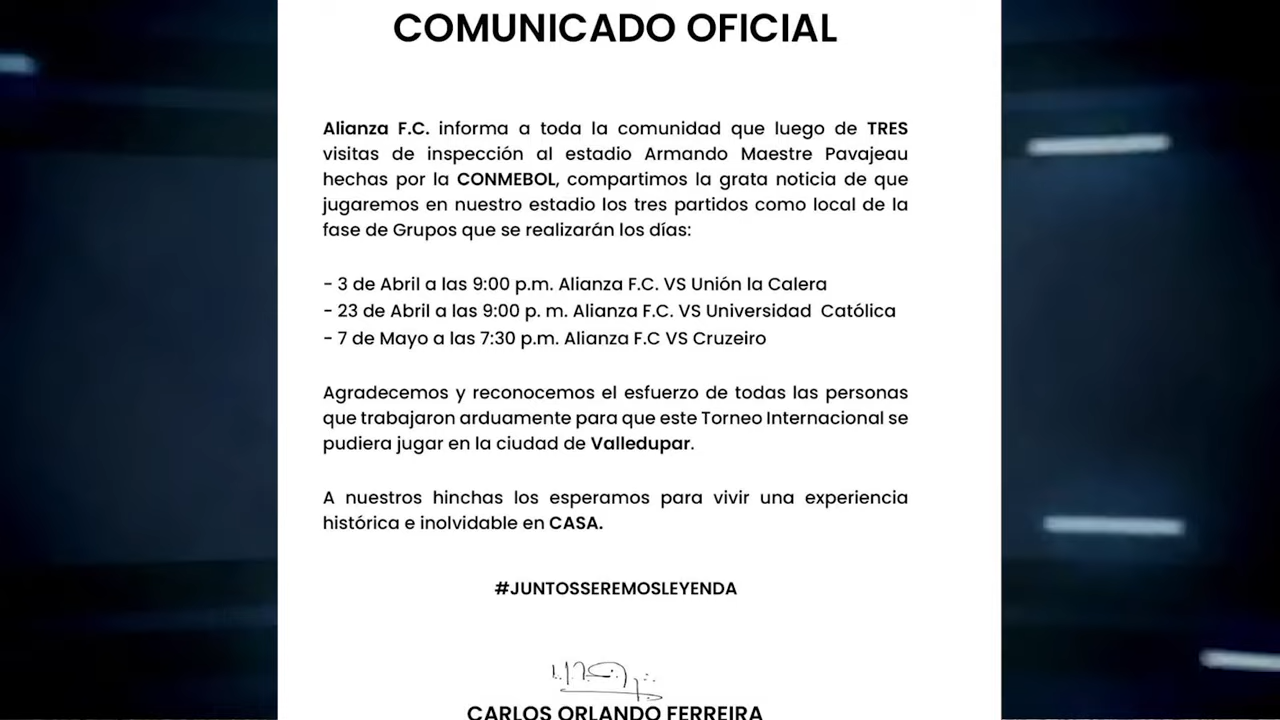 COMUNICADO OFICIAL
Alianza F.C. informa a toda la comunidad que luego de TRES
visitas de inspección al estadio Armando Maestre Pavajeau
hechas por la CONMEBOL, compartimos la grata noticia de que
jugaremos en nuestro estadio los tres partidos como local de la
fase de Grupos que se realizarán los días:
- 3 de Abril a las 9:00 p.m. Alianza F.C. VS Unión la Calera
- 23 de Abril a las 9:00 p. m. Alianza F.C. VS Universidad Católica
- 7 de Mayo a las 7:30 p.m. Alianza F.C VS Cruzeiro
Agradecemos y reconocemos el esfuerzo de todas las personas
que trabajaron arduamente para que este Torneo Internacional se
pudiera jugar en la ciudad de Valledupar.
A nuestros hinchas los esperamos para vivir una experiencia
histórica e inolvidable en CASA.
#JUNTOSSEREMOSLEYENDA
CARLOS ORLANDO FERREIRA